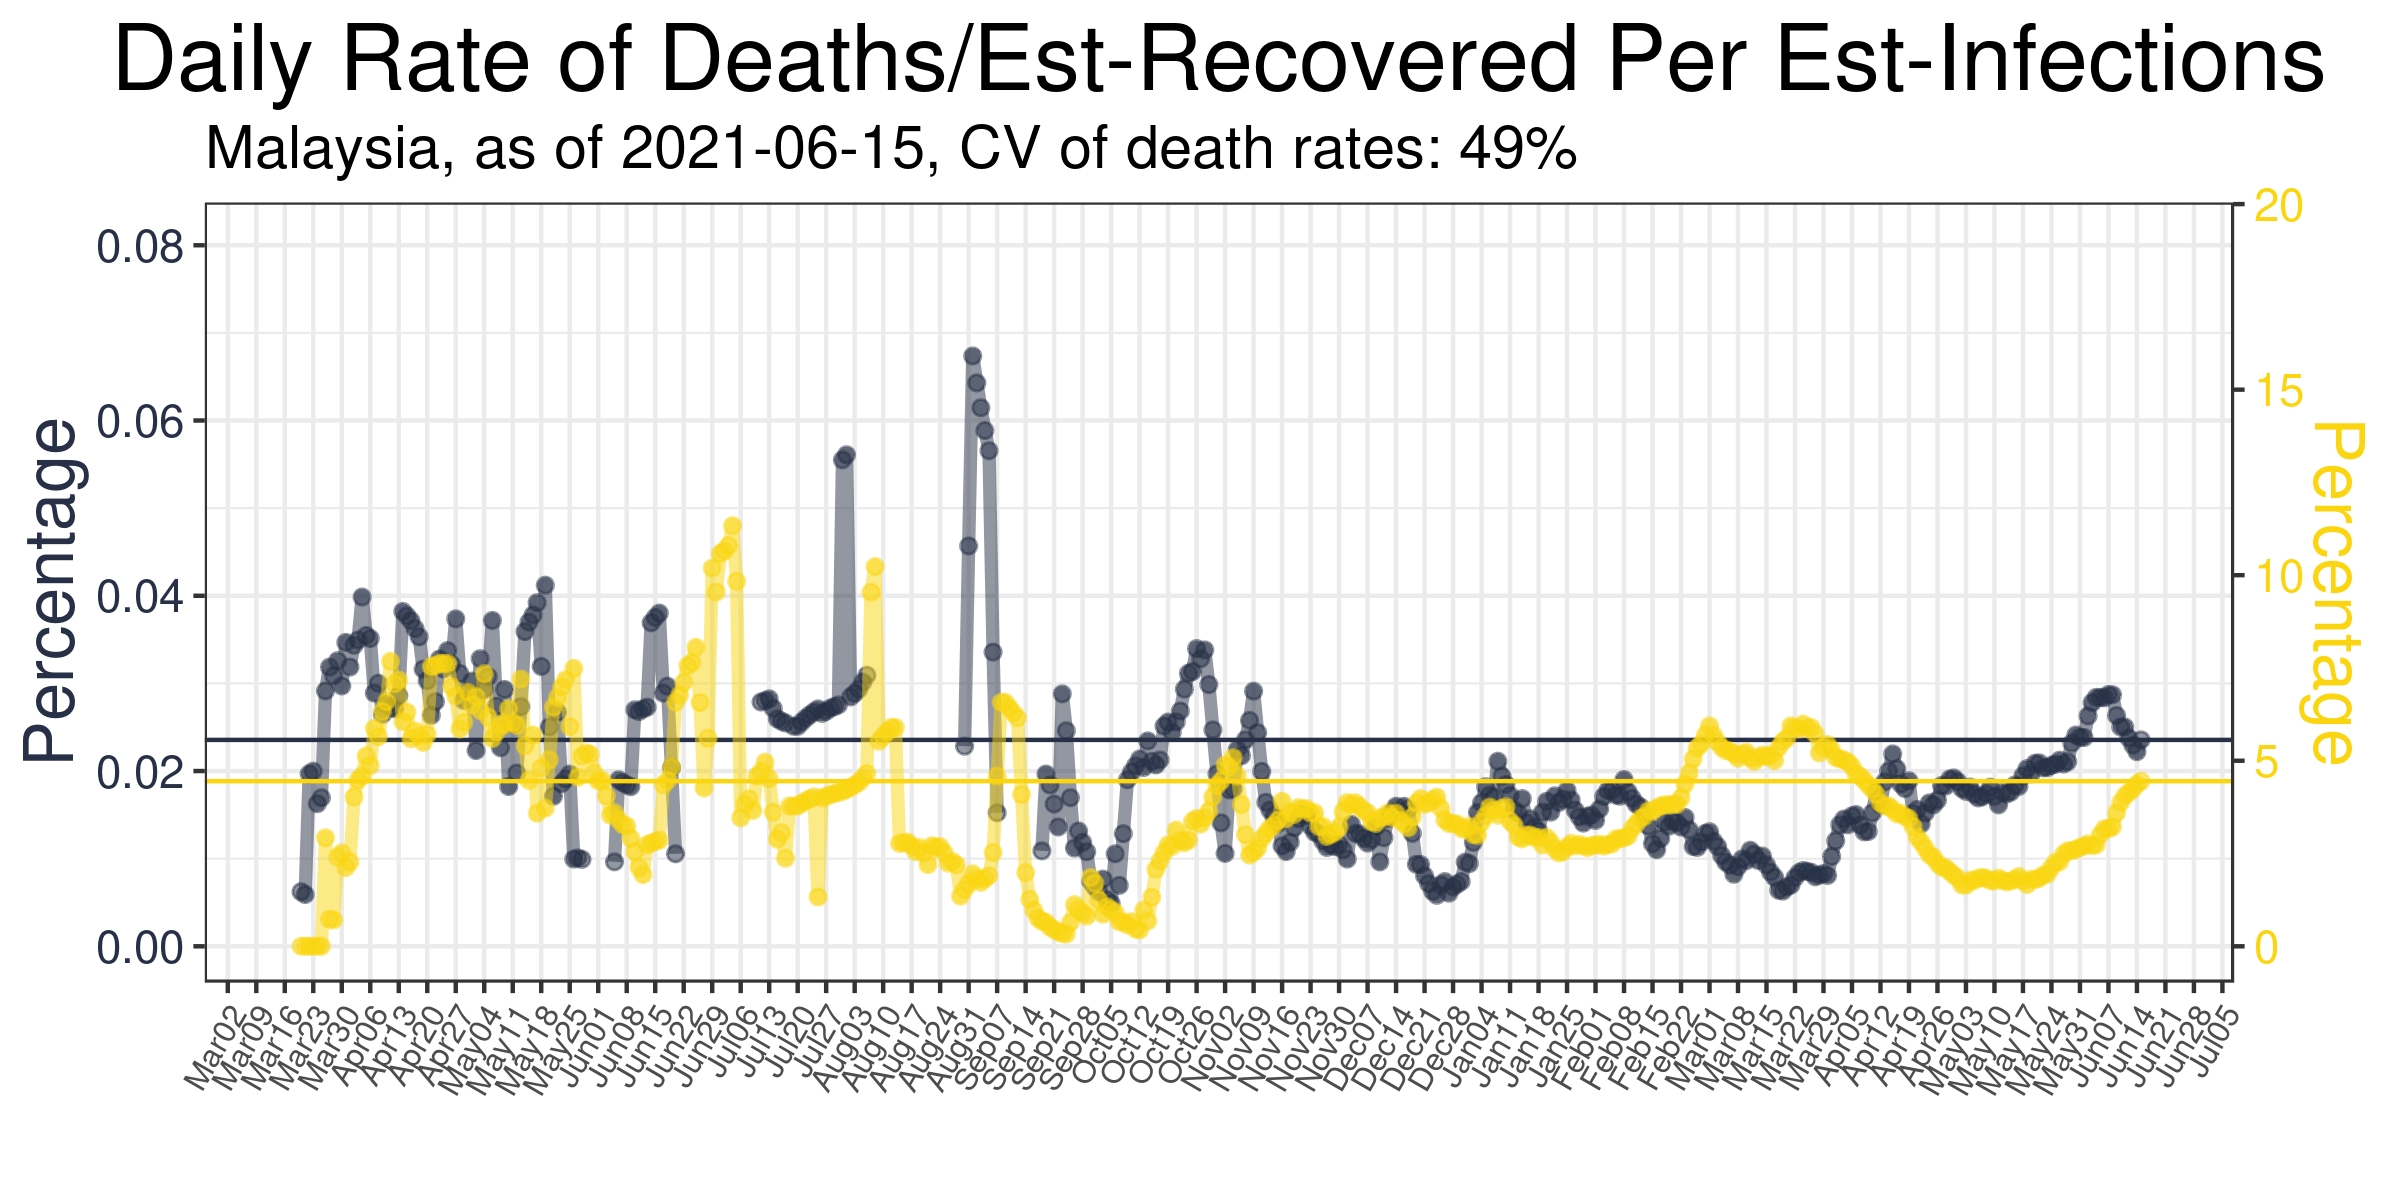 Daily Rate of Deaths/Est-Recovered Per Est-Infections
Malaysia, as of 2021-06-15, CV of death rates: 49%
Percentage
0.08
0.06
0.04
0.02
0.00
20
15
10
5
0
Percentage
Mar02
Mar09
Mar16
Mar23
Mar30
Apr06
Apr13
Apr20
Apr27
May04
May11
May18
May25
Jun01
Jun08
Jun15
Jun22
Jun29
Jul06
Jul13
Jul20
Jul27
Aug03
Aug10
Aug17
Aug24
Aug31
Sep07
Sep14
Sep21
Sep28
Oct05
Oct12
Oct19
Oct26
Nov02
Nov09
Nov16
Nov23
Nov30
Dec07
Dec14
Dec21
Dec28
Jan04
Jan11
Jan18
Jan25
Feb01
Feb08
Feb15
Feb22
Mar01
Mar08
Mar15
Mar22
Mar29
Apr05
Apr12
Apr19
Apr26
May03
May10
May17
May24
May31
Jun07
Jun14
Jun21
Jun28
Jul05